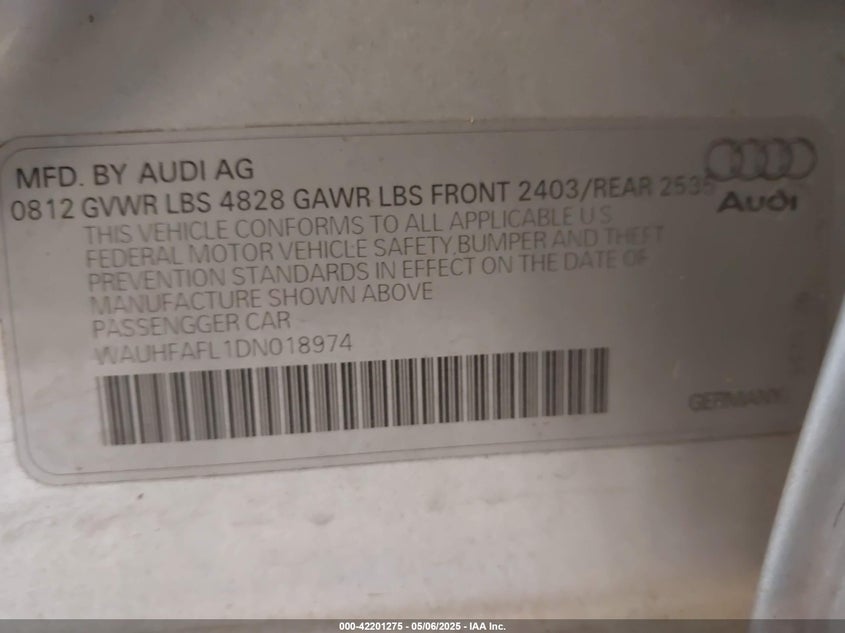 MFD. BY AUDI AG
0812 GVWR LBS 4828 GAWR LBS FRONT 2403/REAR 2535
Audi
THIS VEHICLE CONFORMS TO ALL APPLICABLE U S
FEDERAL MOTOR VEHICLE SAFETY, BUMPER AND THEFT
PREVENTION STANDARDS IN EFFECT ON THE DATE OF
MANUFACTURE SHOWN ABOVE
PASSENGGER CAR
WAUHFAFL1DN018974
GERMANY
000-42201275 - 05/06/2025 - IAA Inc.